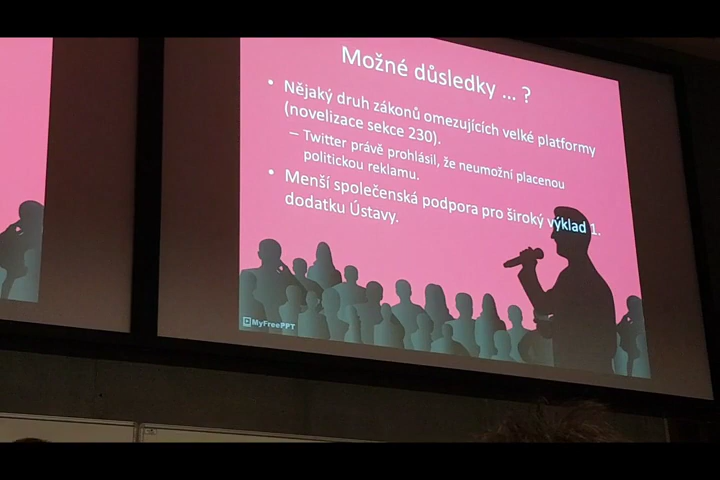 Možné důsledky ... ?
• Nějaký druh zákonů omezujících velké platformy
(novelizace sekce 230).
– Twitter právě prohlásil, že neumožní placenou
politickou reklamu.
• Menší společenská podpora pro široký výklad 1.
dodatku Ústavy.
MyFreePPT